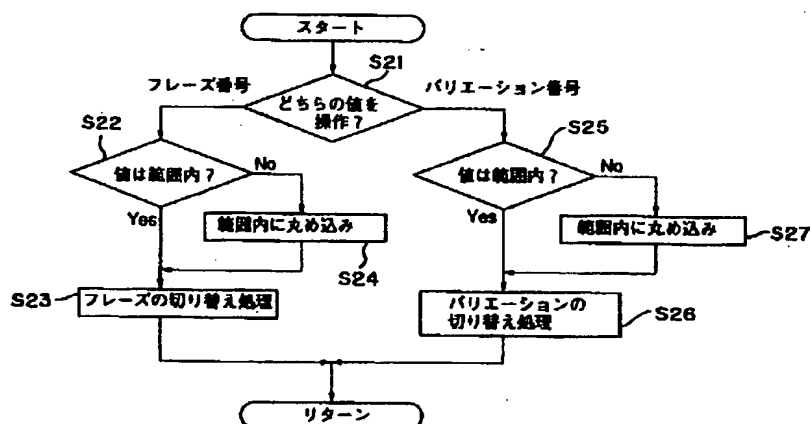 スタート
S21
フレーズ番号
バリエーション番号
どちらの値を
操作?
S22
値は範囲内?
No
Yes
範囲内に丸め込み
S24
S23
フレーズの切り替え処理
S25
値は範囲内?
No
Yes
範囲内に丸め込み
S27
バリエーションの
切り替え処理
S26
リターン